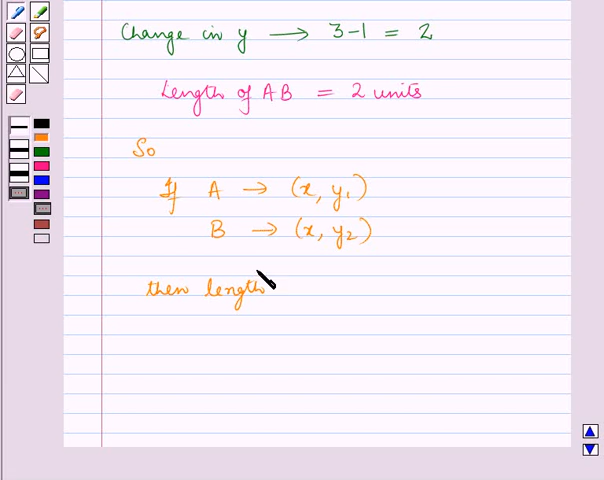 Change in y → 3-1 = 2
Length of AB = 2 units
So
If A → (x, y₁)
B → (x, y₂)
then length